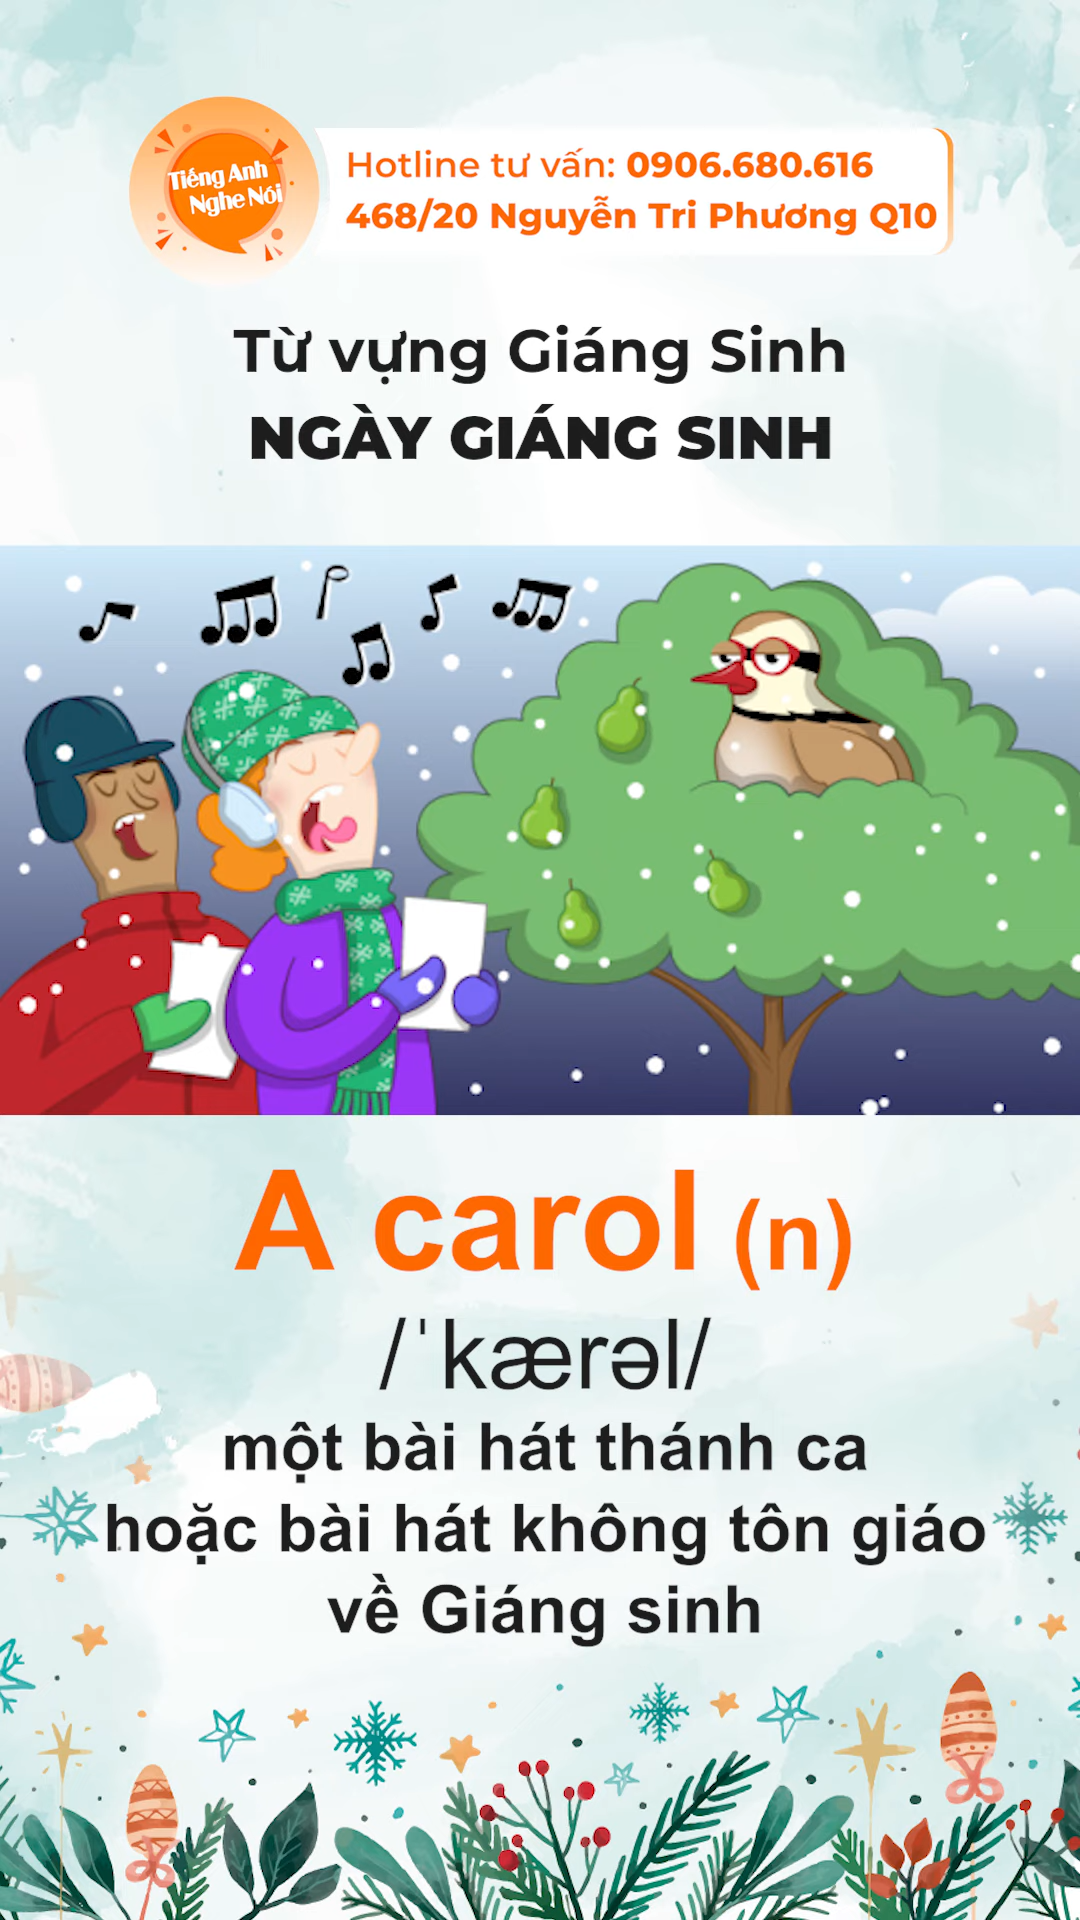 Tiếng Anh
Nghe Nói
Hotline tư vấn: 0906.680.616
468/20 Nguyễn Tri Phương Q10
Từ vựng Giáng Sinh
NGÀY GIÁNG SINH
A carol (n)
/ˈkærəl/
một bài hát thánh ca
hoặc bài hát không tôn giáo
về Giáng sinh